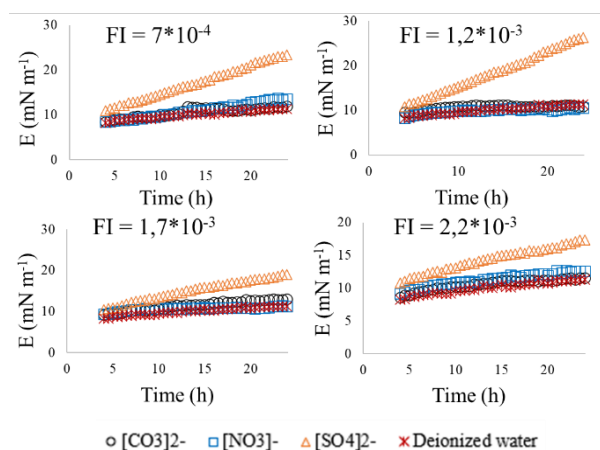 FI = 7*10-4
E (mN m-1)
30
20
10
0
0 5 10 15 20
Time (h)
FI = 1,2*10-3
E (mN m-1)
30
20
10
0
0 5 10 15 20
Time (h)
FI = 1,7*10-3
E (mN m-1)
30
20
10
0
0 5 10 15 20
Time (h)
FI = 2,2*10-3
E (mN m-1)
20
15
10
5
0
0 5 10 15 20
Time (h)
[CO3]2- [NO3]- [SO4]2- Deionized water